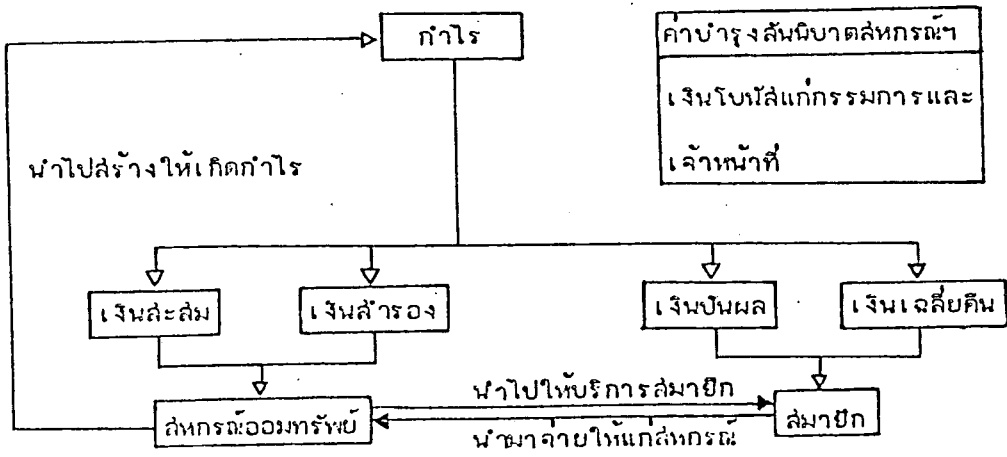 กำไร
ค่าบำรุงสันนิบาตสหกรณ์ฯ
เงินโบนัสแก่กรรมการและ
เจ้าหน้าที่
นำไปสร้างให้เกิดกำไร
เงินสะสม
เงินสำรอง
เงินปันผล
เงินเฉลี่ยคืน
นำไปให้บริการสมาชิก
สหกรณ์ออมทรัพย์
สมาชิก
นำมาจ่ายให้แก่สหกรณ์